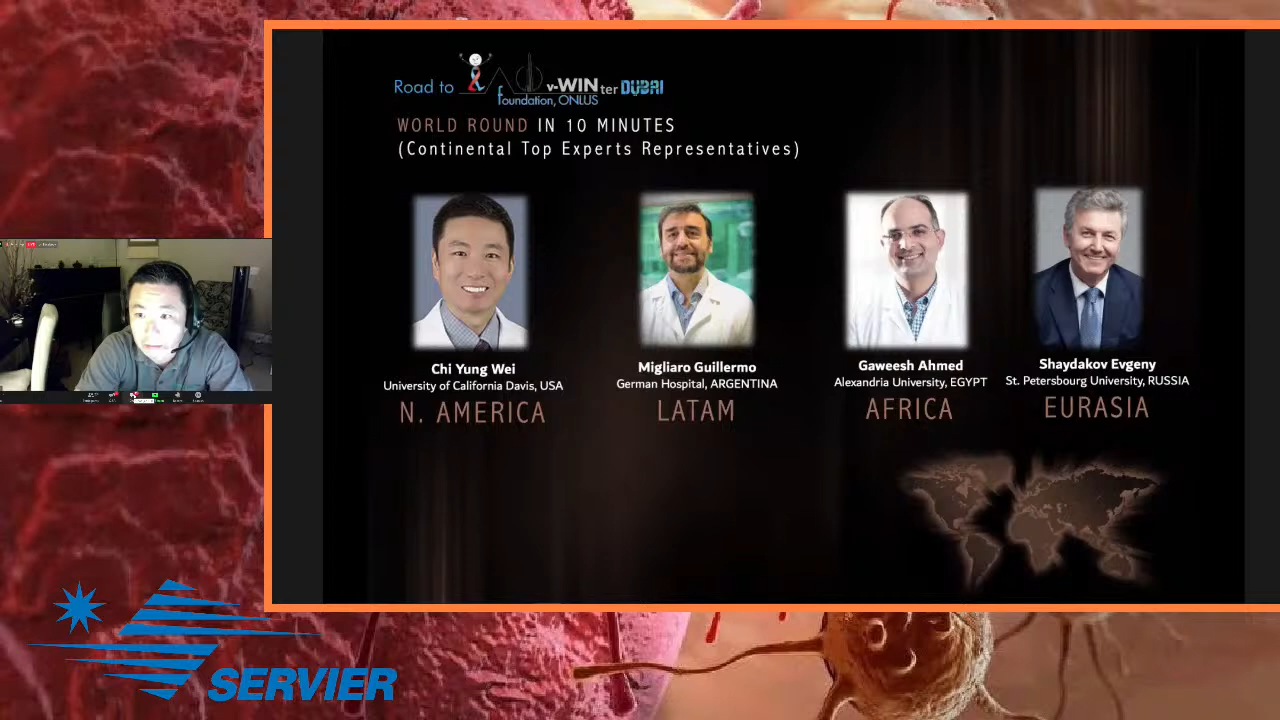 Road to
v-WINter DUBAI
foundation, ONLUS
WORLD ROUND IN 10 MINUTES
(Continental Top Experts Representatives)
Chi Yung Wei
University of California Davis, USA
N. AMERICA
Migliaro Guillermo
German Hospital, ARGENTINA
LATAM
Gaweesh Ahmed
Alexandria University, EGYPT
AFRICA
Shaydakov Evgeny
St. Petersbourg University, RUSSIA
EURASIA
SERVIER